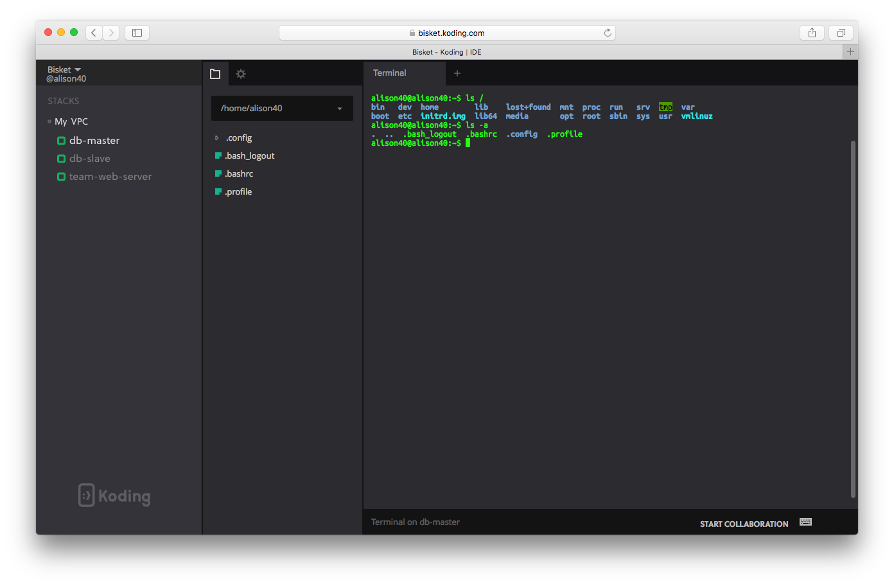 bisket.koding.com
Bisket - Koding | IDE
Bisket
@alison40
STACKS
My VPC
db-master
db-slave
team-web-server
:) Koding
/home/alison40
.config
.bash_logout
.bashrc
.profile
Terminal
alison40@alison40:~$ ls /
bin dev home lib lost+found mnt proc run srv tmp var
boot etc initrd.img lib64 media opt root sbin sys usr vmlinuz
alison40@alison40:~$ ls -a
. .. .bash_logout .bashrc .config .profile
alison40@alison40:~$
Terminal on db-master
START COLLABORATION